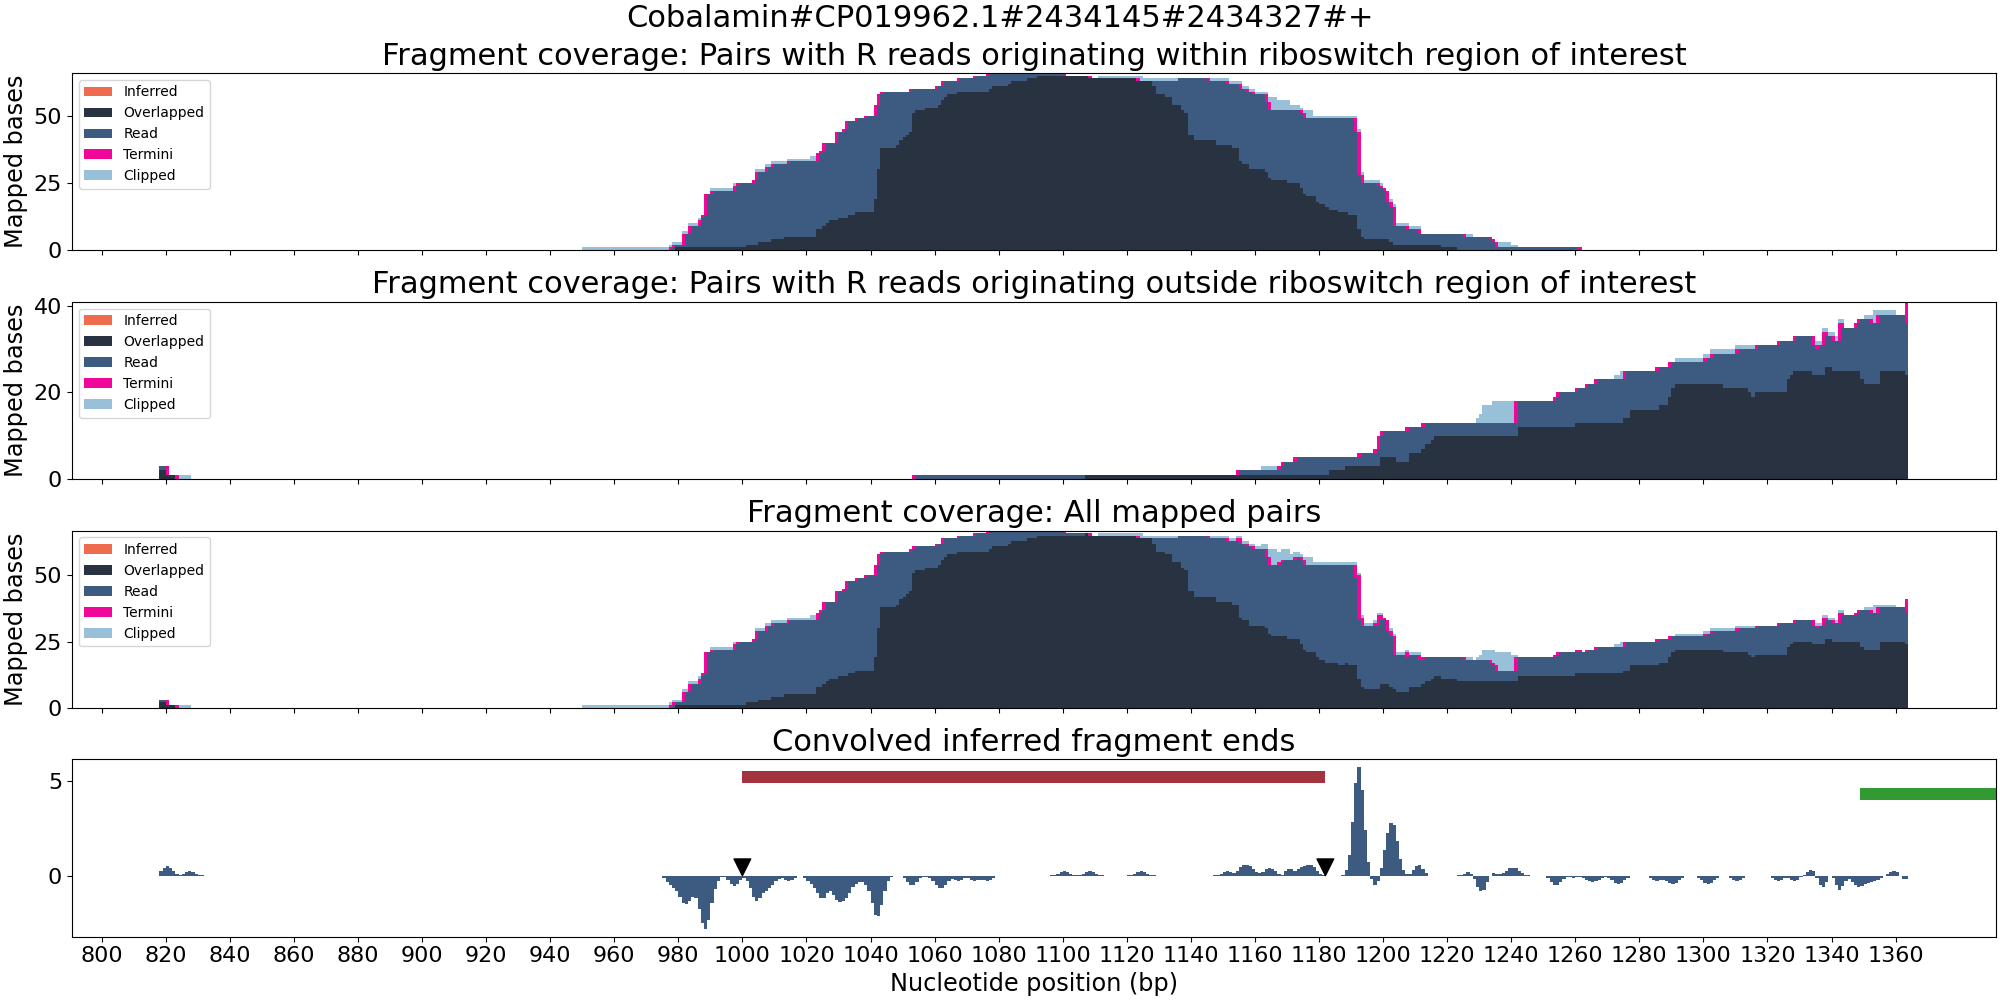 Cobalamin#CP019962.1#2434145#2434327#+
Fragment coverage: Pairs with R reads originating within riboswitch region of interest
Mapped bases
50
25
0
Inferred
Overlapped
Read
Termini
Clipped
Fragment coverage: Pairs with R reads originating outside riboswitch region of interest
Mapped bases
40
20
0
Inferred
Overlapped
Read
Termini
Clipped
Fragment coverage: All mapped pairs
Mapped bases
50
25
0
Inferred
Overlapped
Read
Termini
Clipped
Convolved inferred fragment ends
5
0
800 820 840 860 880 900 920 940 960 980 1000 1020 1040 1060 1080 1100 1120 1140 1160 1180 1200 1220 1240 1260 1280 1300 1320 1340 1360
Nucleotide position (bp)